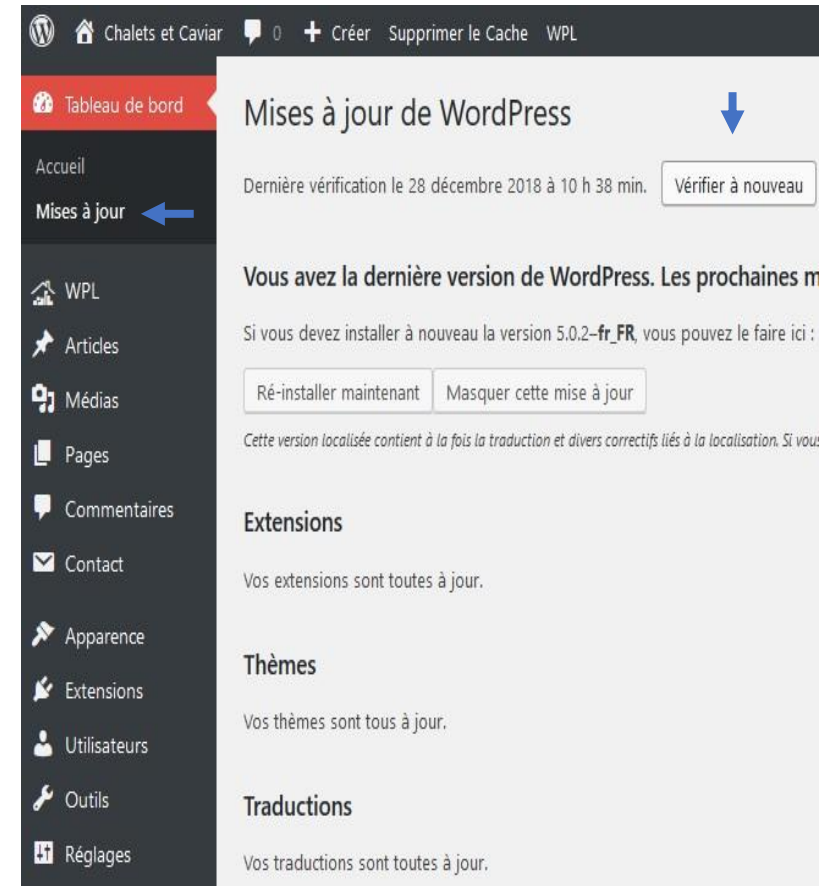 Chalets et Caviar 0 Créer Supprimer le Cache WPL
Tableau de bord
Accueil
Mises à jour
WPL
Articles
Médias
Pages
Commentaires
Contact
Apparence
Extensions
Utilisateurs
Outils
Réglages
Mises à jour de WordPress
Dernière vérification le 28 décembre 2018 à 10 h 38 min. Vérifier à nouveau
Vous avez la dernière version de WordPress. Les prochaines m
Si vous devez installer à nouveau la version 5.0.2–fr_FR, vous pouvez le faire ici :
Ré-installer maintenant Masquer cette mise à jour
Cette version localisée contient à la fois la traduction et divers correctifs liés à la localisation. Si vous
Extensions
Vos extensions sont toutes à jour.
Thèmes
Vos thèmes sont tous à jour.
Traductions
Vos traductions sont toutes à jour.